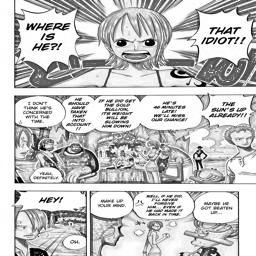 THAT
IDIOT!!
WHERE
IS
HE?!
THE
SUN'S UP
ALREADY!!
HE'S
46 MINUTES
LATE!
WE'LL MISS
OUR CHANCE!
IF HE DID GET
THE GOLD
BULLION,
ITS WEIGHT
WILL BE
SLOWING
HIM DOWN!
HE
SHOULD
HAVE
TAKEN
THAT
INTO
ACCOUNT
!!
I DON'T THINK
HE'S
CONCERNED
WITH THE
TIME.
YEAH,
DEFINITELY.
MAYBE HE
GOT BEATEN
UP...
WELL, IF HE
DID, I'LL
NEVER
FORGIVE
HIM... EVEN IF
HE HAD MADE IT
BACK IN TIME.
MAKE UP
YOUR MIND.
HEY!
OH.